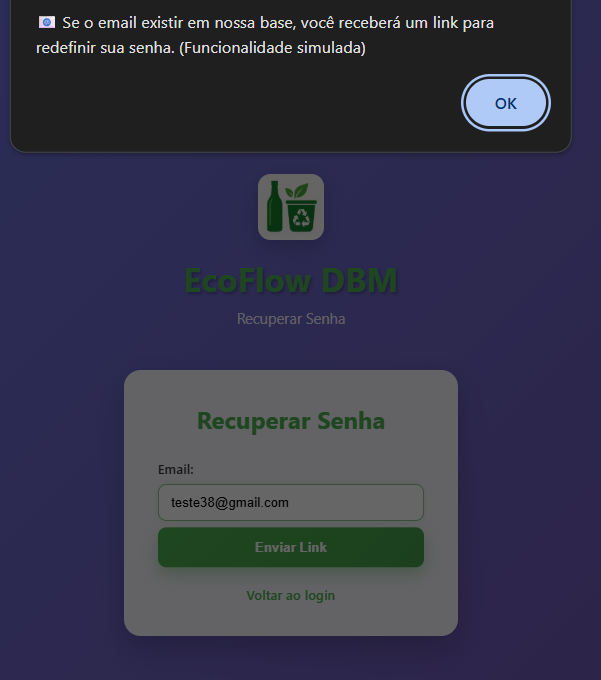 📧 Se o email existir em nossa base, você receberá um link para
redefinir sua senha. (Funcionalidade simulada)
OK
EcoFlow DBM
Recuperar Senha
Recuperar Senha
Email:
teste38@gmail.com
Enviar Link
Voltar ao login